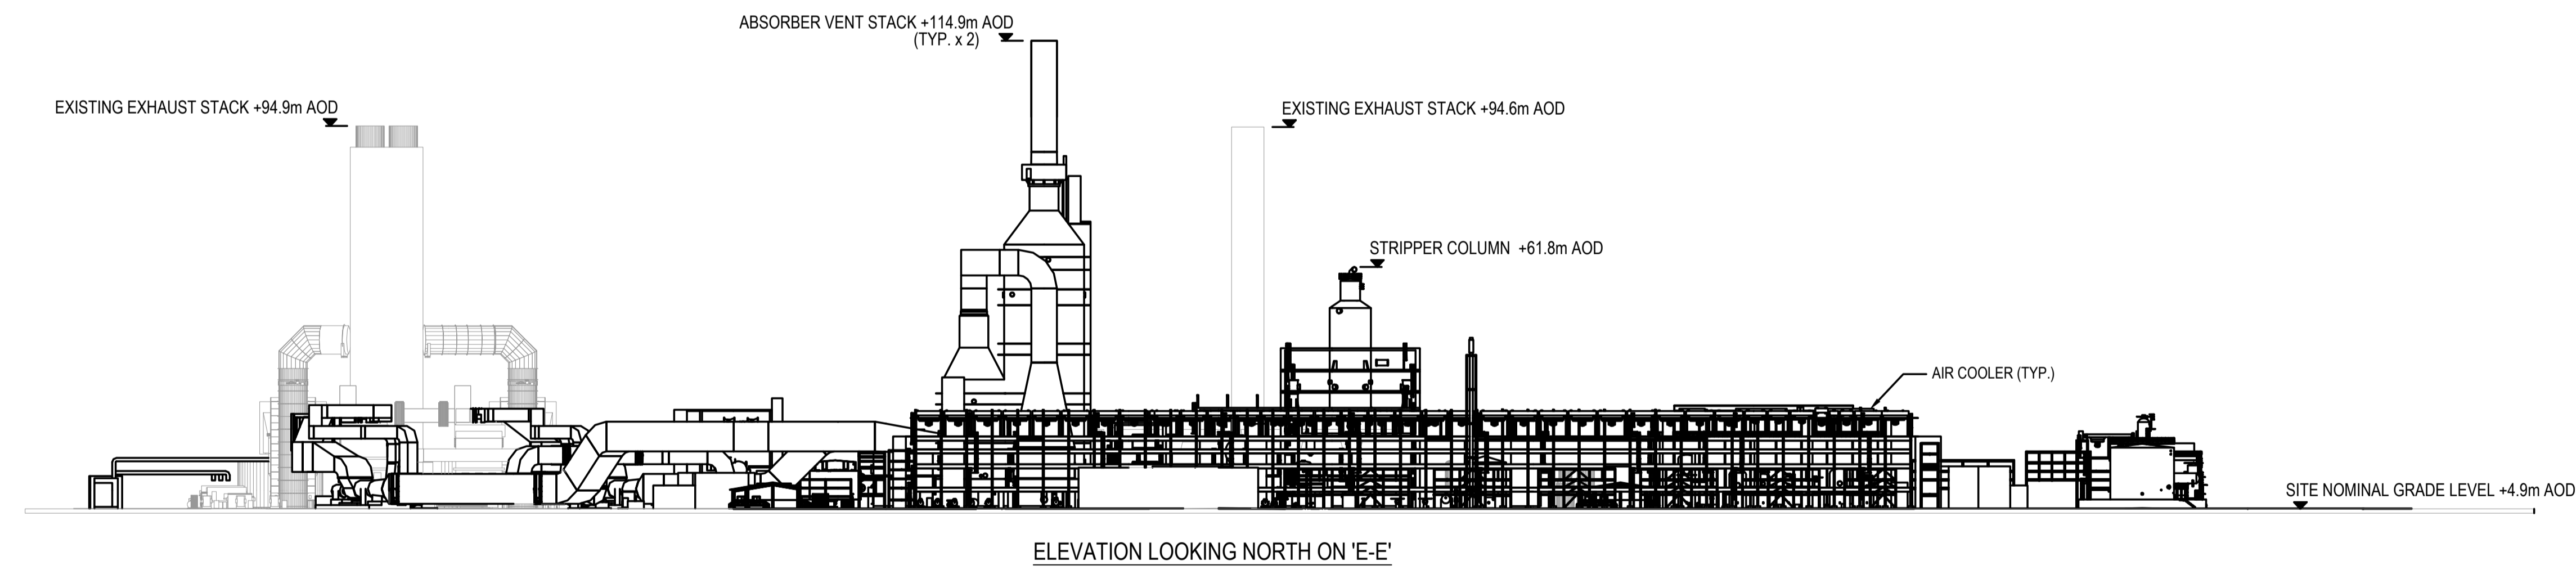 ABSORBER VENT STACK +114.9m AOD
(TYP. x 2)
EXISTING EXHAUST STACK +94.9m AOD
EXISTING EXHAUST STACK +94.6m AOD
STRIPPER COLUMN +61.8m AOD
AIR COOLER (TYP.)
SITE NOMINAL GRADE LEVEL +4.9m AOD
ELEVATION LOOKING NORTH ON 'E-E'